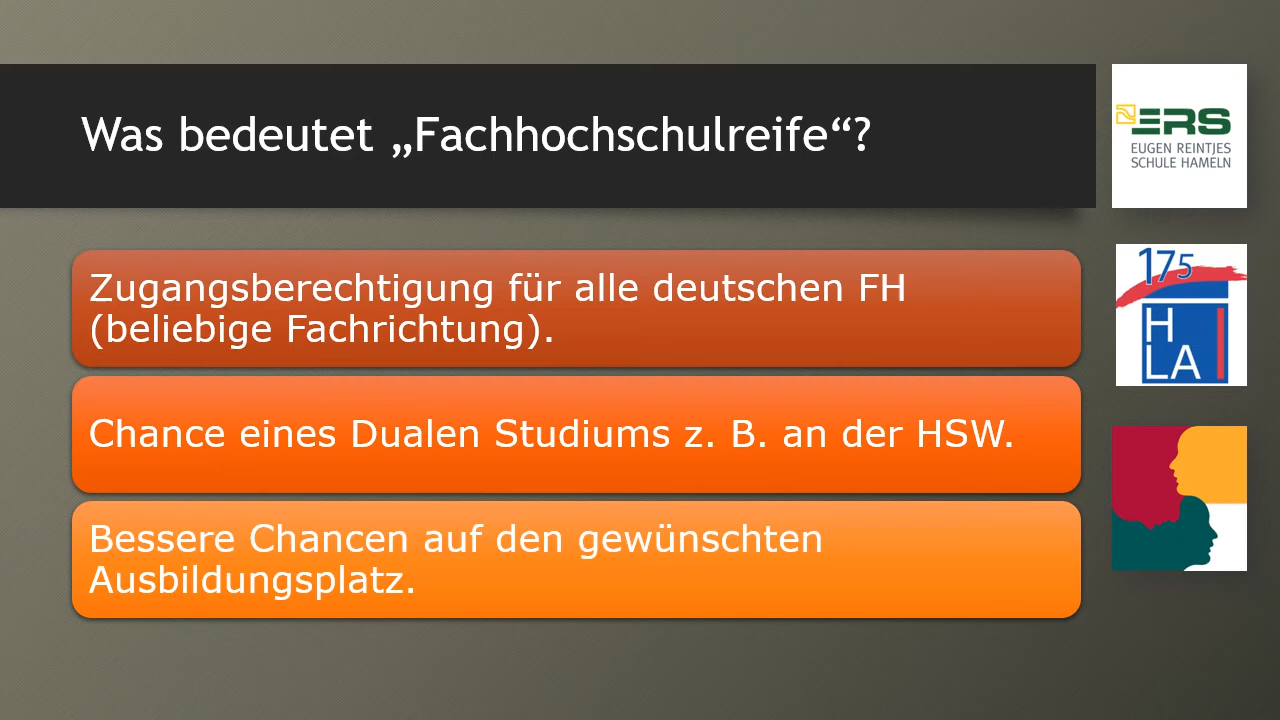 Was bedeutet „Fachhochschulreife“?
ERS
EUGEN REINTJES
SCHULE HAMELN
175
H
LA
Zugangsberechtigung für alle deutschen FH
(beliebige Fachrichtung).
Chance eines Dualen Studiums z. B. an der HSW.
Bessere Chancen auf den gewünschten
Ausbildungsplatz.